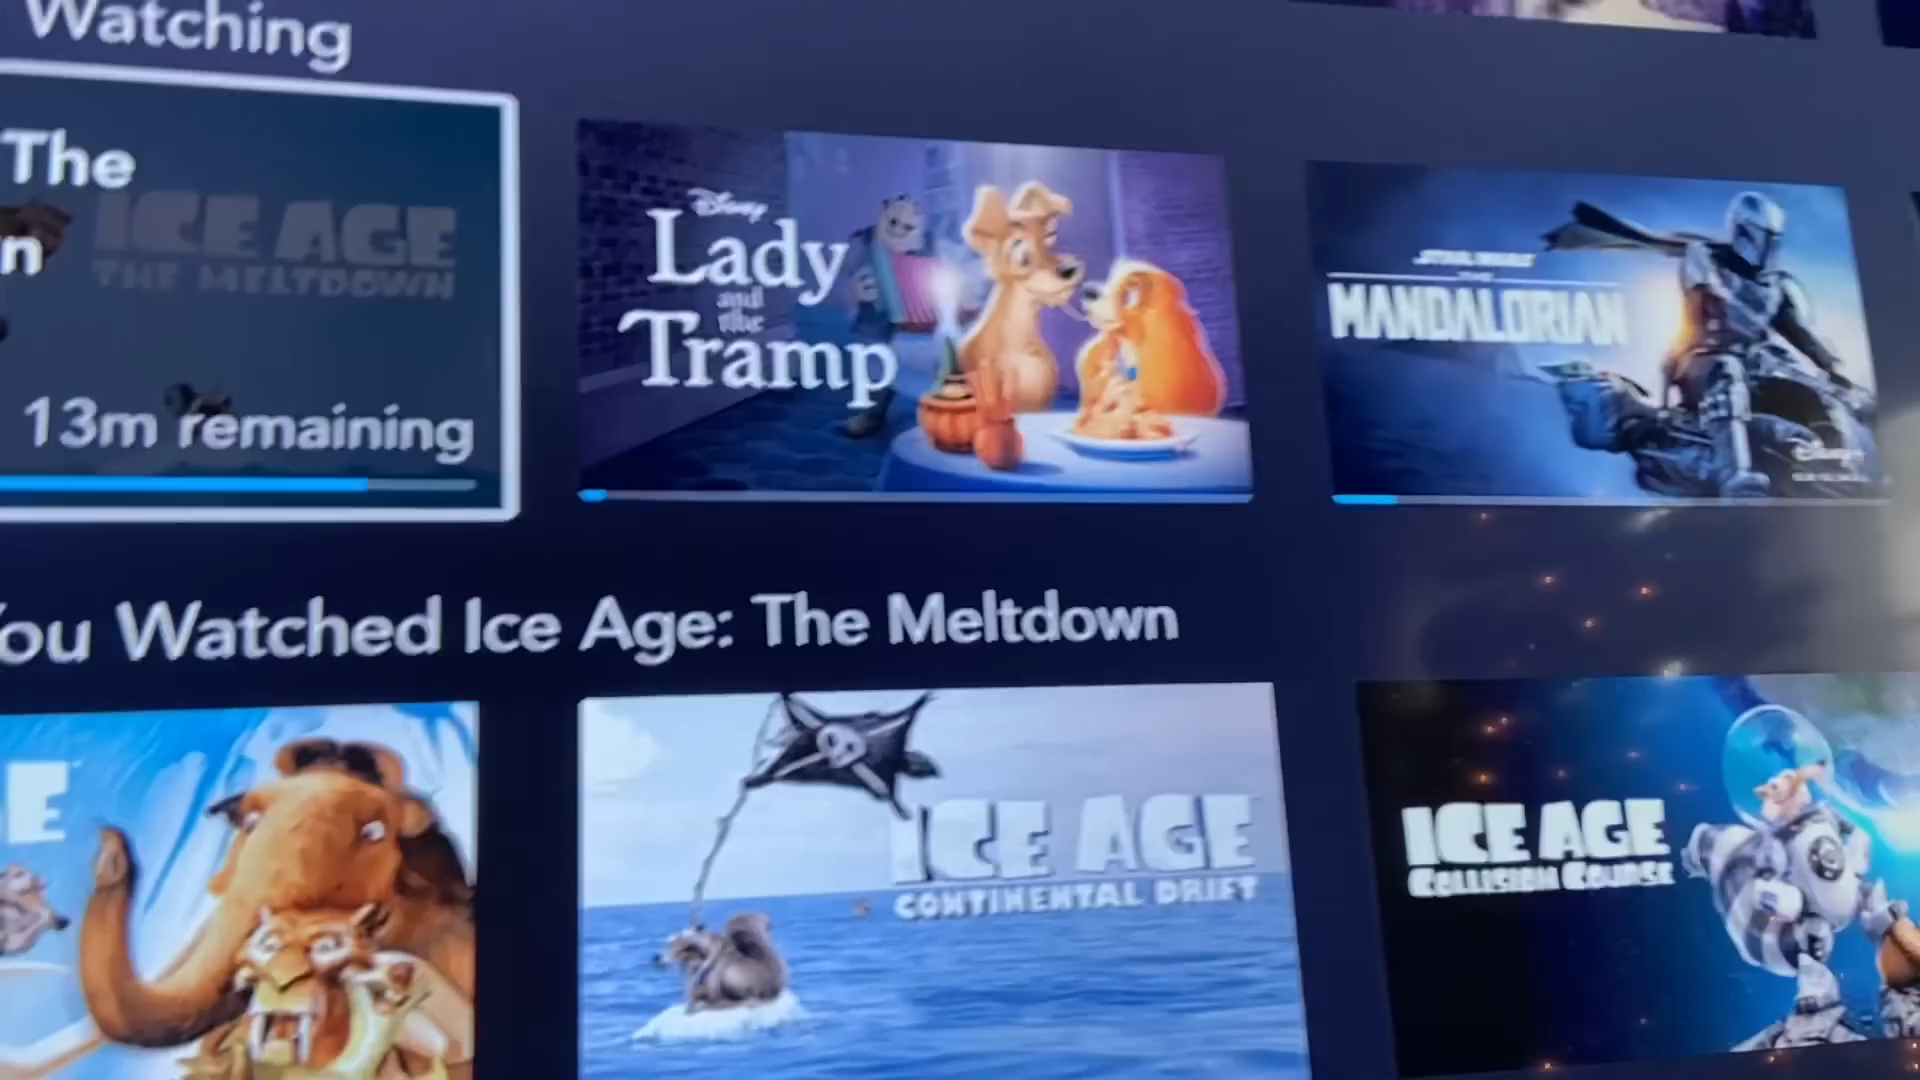 Watching
The
n
ICE AGE
THE MELTDOWN
13m remaining
Disney
Lady
and
the
Tramp
STAR WARS
THE
MANDALORIAN
Disney+
You Watched Ice Age: The Meltdown
E
ICE AGE
CONTINENTAL DRIFT
ICE AGE
COLLISION COURSE